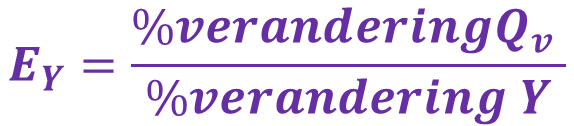 E_Y = %veranderingQ_v / %verandering Y